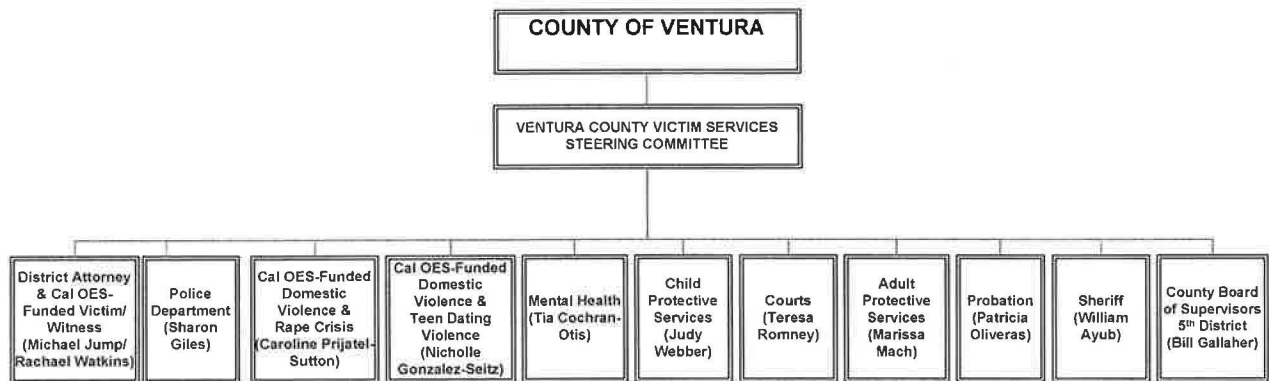 COUNTY OF VENTURA
VENTURA COUNTY VICTIM SERVICES
STEERING COMMITTEE
District Attorney
& Cal OES-
Funded Victim/
Witness
(Michael Jump/
Rachael Watkins)
Police
Department
(Sharon
Giles)
Cal OES-Funded
Domestic
Violence &
Rape Crisis
(Caroline Prijatel-
Sutton)
Cal OES-Funded
Domestic
Violence &
Teen Dating
Violence
(Nicholle
Gonzalez-Seitz)
Mental Health
(Tia Cochran-
Otis)
Child
Protective
Services
(Judy
Webber)
Courts
(Teresa
Romney)
Adult
Protective
Services
(Marissa
Mach)
Probation
(Patricia
Oliveras)
Sheriff
(William
Ayub)
County Board
of Supervisors
5th District
(Bill Gallaher)